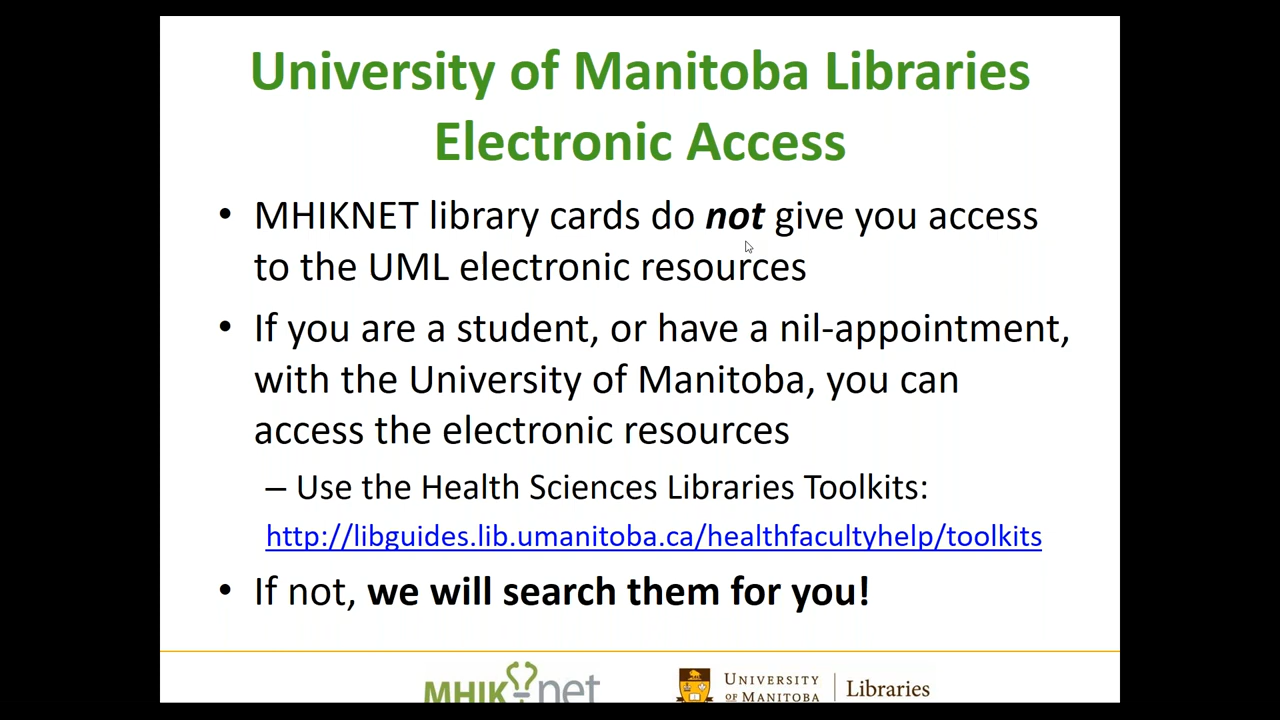 University of Manitoba Libraries
Electronic Access
• MHIKNET library cards do not give you access
to the UML electronic resources
• If you are a student, or have a nil-appointment,
with the University of Manitoba, you can
access the electronic resources
– Use the Health Sciences Libraries Toolkits:
http://libguides.lib.umanitoba.ca/healthfacultyhelp/toolkits
• If not, we will search them for you!
MHIKnet
UNIVERSITY
OF MANITOBA
Libraries